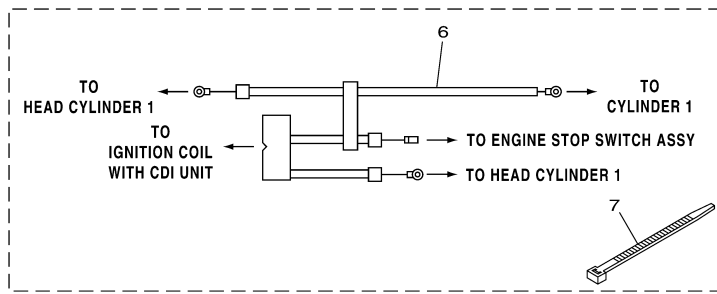 6
TO
HEAD CYLINDER 1
TO
CYLINDER 1
TO
IGNITION COIL
WITH CDI UNIT
TO ENGINE STOP SWITCH ASSY
TO HEAD CYLINDER 1
7